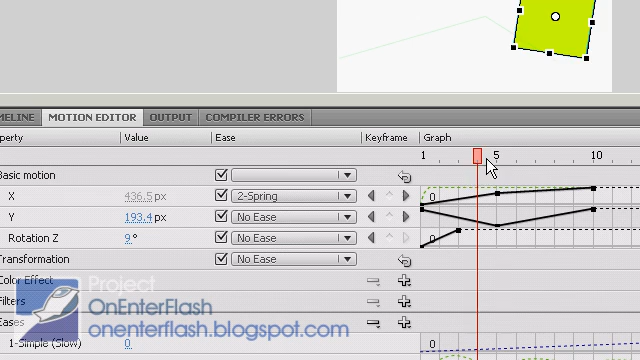 MELINE MOTION EDITOR OUTPUT COMPILER ERRORS
perty Value Ease Keyframe Graph
1 5 10
Basic motion
X 436.5 px 2-Spring 0
Y 193.4 px No Ease
Rotation Z 9° No Ease 0
Transformation No Ease
Color Effect
Filters
Eases
1-Simple (Slow) 0
Project
OnEnterFlash
onenterflash.blogspot.com